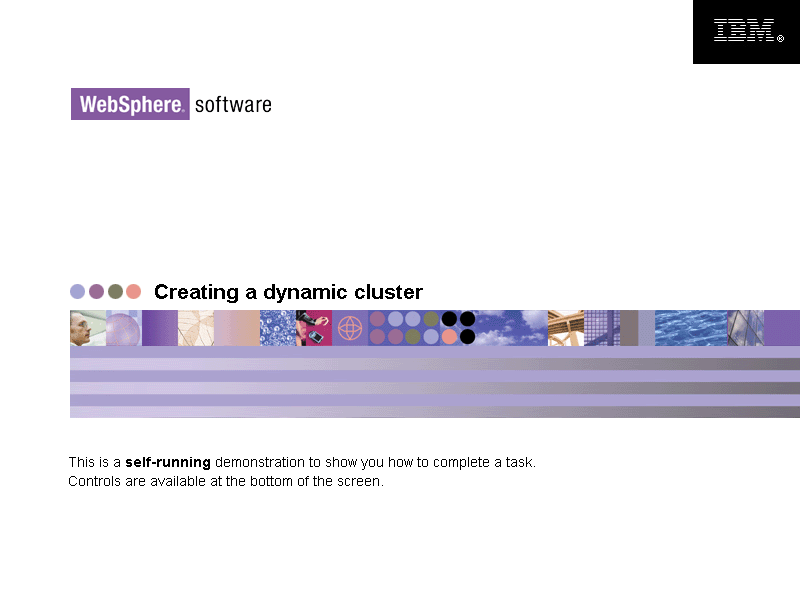 IBM®
WebSphere® software
Creating a dynamic cluster
This is a self-running demonstration to show you how to complete a task.
Controls are available at the bottom of the screen.